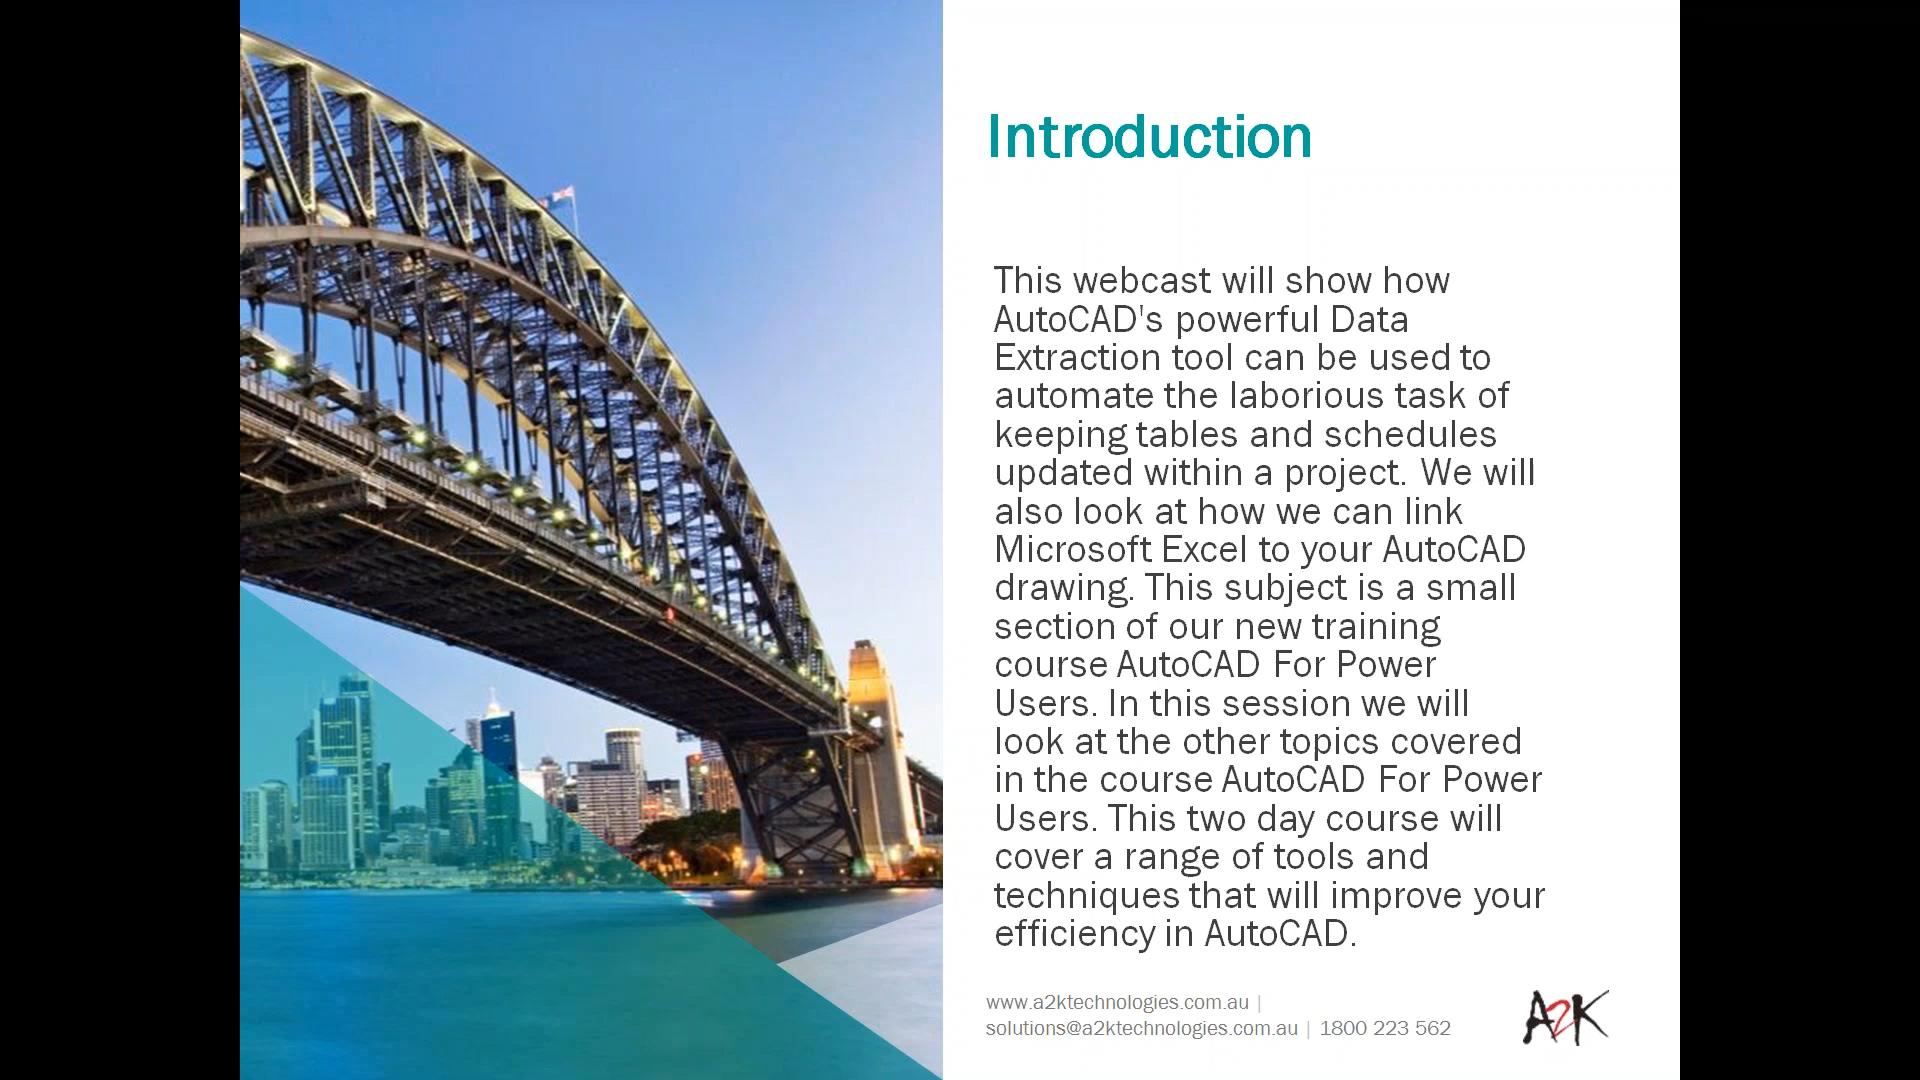 Introduction
This webcast will show how
AutoCAD's powerful Data
Extraction tool can be used to
automate the laborious task of
keeping tables and schedules
updated within a project. We will
also look at how we can link
Microsoft Excel to your AutoCAD
drawing. This subject is a small
section of our new training
course AutoCAD For Power
Users. In this session we will
look at the other topics covered
in the course AutoCAD For Power
Users. This two day course will
cover a range of tools and
techniques that will improve your
efficiency in AutoCAD.
www.a2ktechnologies.com.au |
solutions@a2ktechnologies.com.au | 1800 223 562
A2K